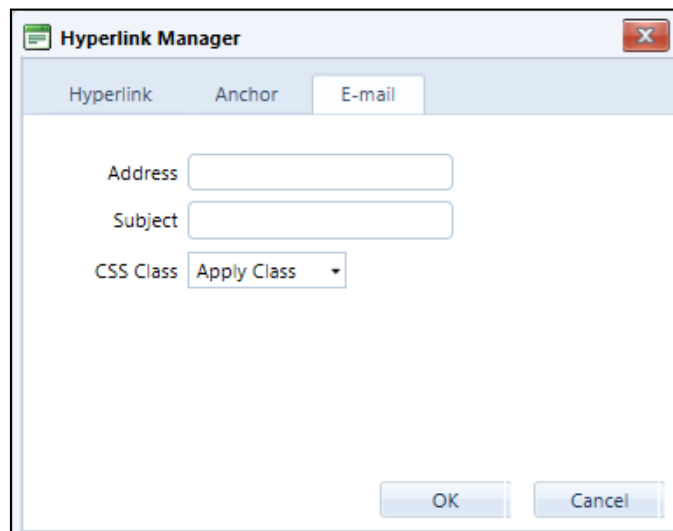 Hyperlink Manager
Hyperlink Anchor E-mail
Address
Subject
CSS Class Apply Class
OK Cancel